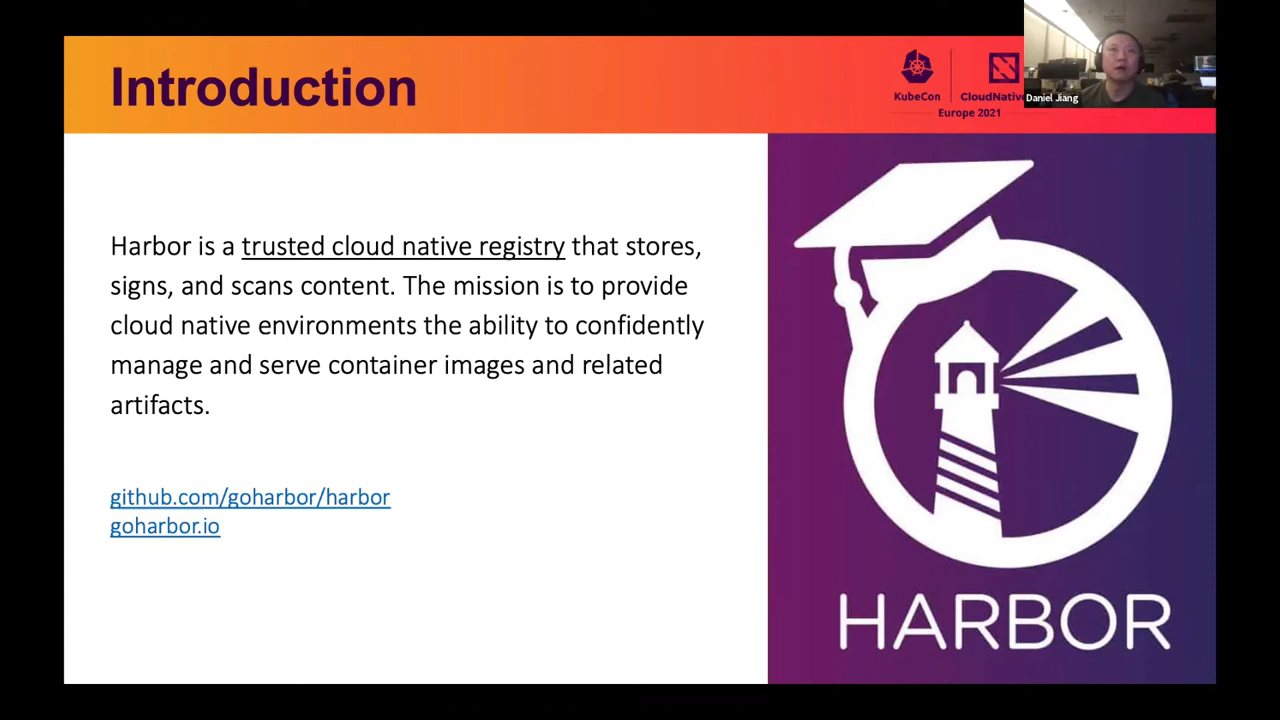 Introduction
KubeCon
CloudNative
Europe 2021
Daniel Jiang
Harbor is a trusted cloud native registry that stores,
signs, and scans content. The mission is to provide
cloud native environments the ability to confidently
manage and serve container images and related
artifacts.
github.com/goharbor/harbor
goharbor.io
HARBOR